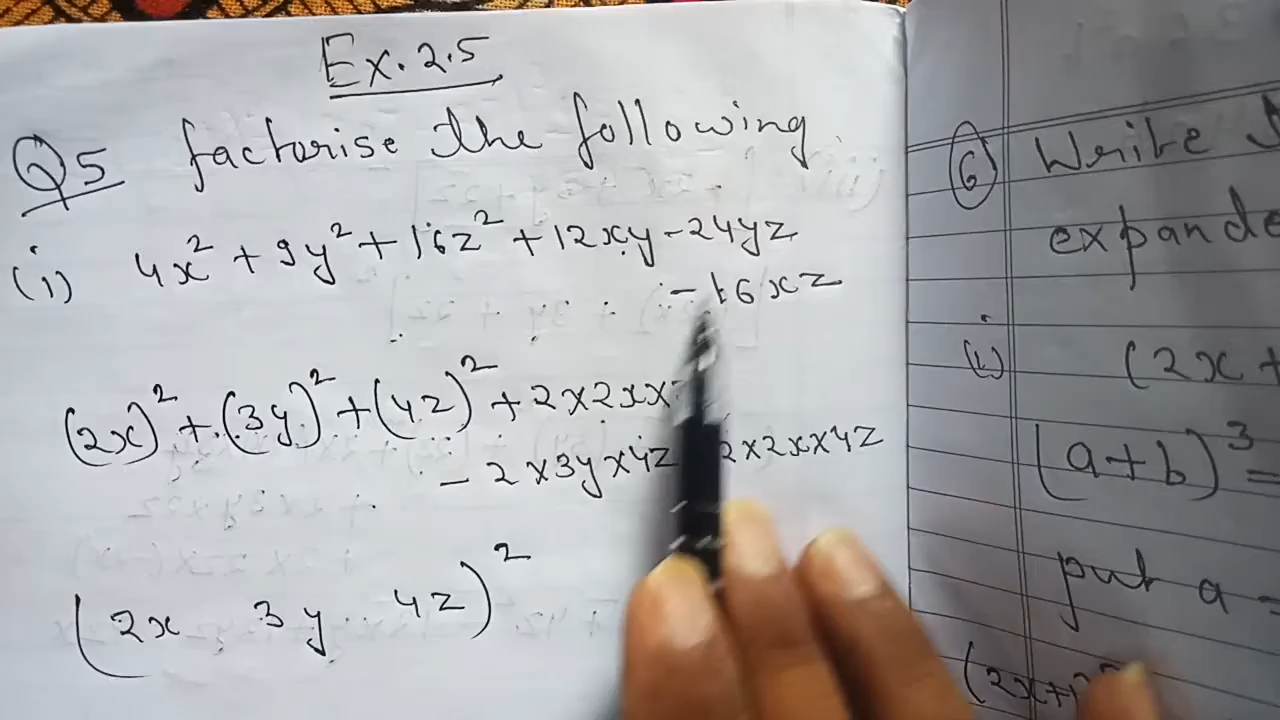 Ex. 2.5
Q5 factorise the following.
(i) 4x² + 9y² + 16z² + 12xy - 24yz
- 16xz
(2x)² + (3y)² + (4z)² + 2×2x×
- 2×3y×4z 2×2x×4z
(2x 3y 4z)²
(6) Write
expande
(i) (2x +
(a+b)³ =
put a =
(2x+